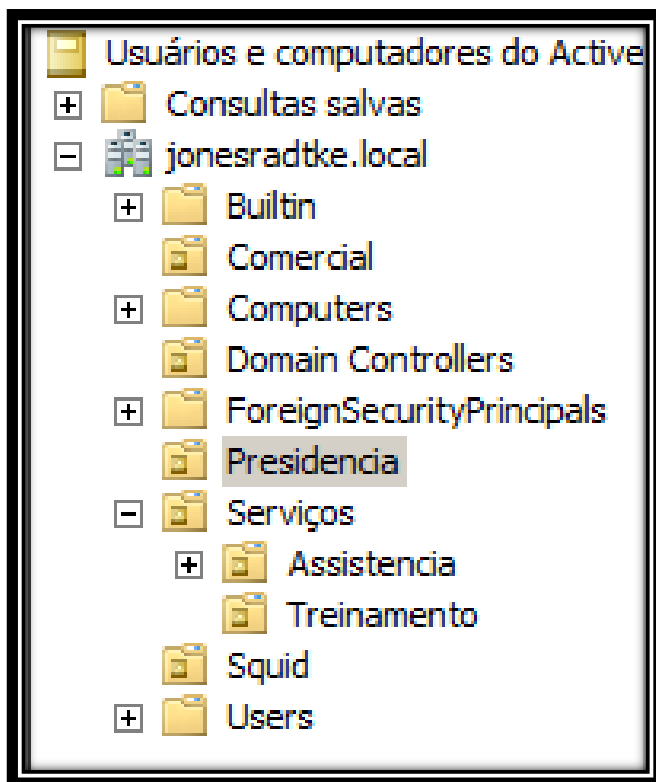 Usuários e computadores do Active
Consultas salvas
jonesradtke.local
Builtin
Comercial
Computers
Domain Controllers
ForeignSecurityPrincipals
Presidencia
Serviços
Assistencia
Treinamento
Squid
Users